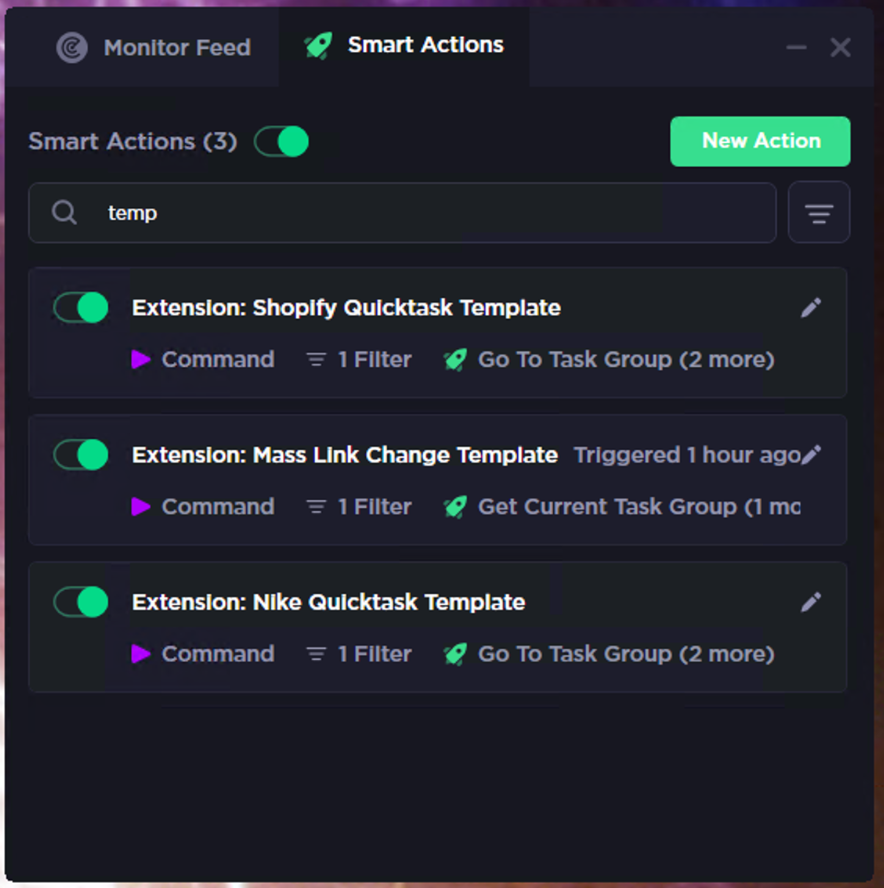 Monitor Feed
Smart Actions
Smart Actions (3)
New Action
temp
Extension: Shopify Quicktask Template
Command 1 Filter Go To Task Group (2 more)
Extension: Mass Link Change Template Triggered 1 hour ago
Command 1 Filter Get Current Task Group (1 mo
Extension: Nike Quicktask Template
Command 1 Filter Go To Task Group (2 more)